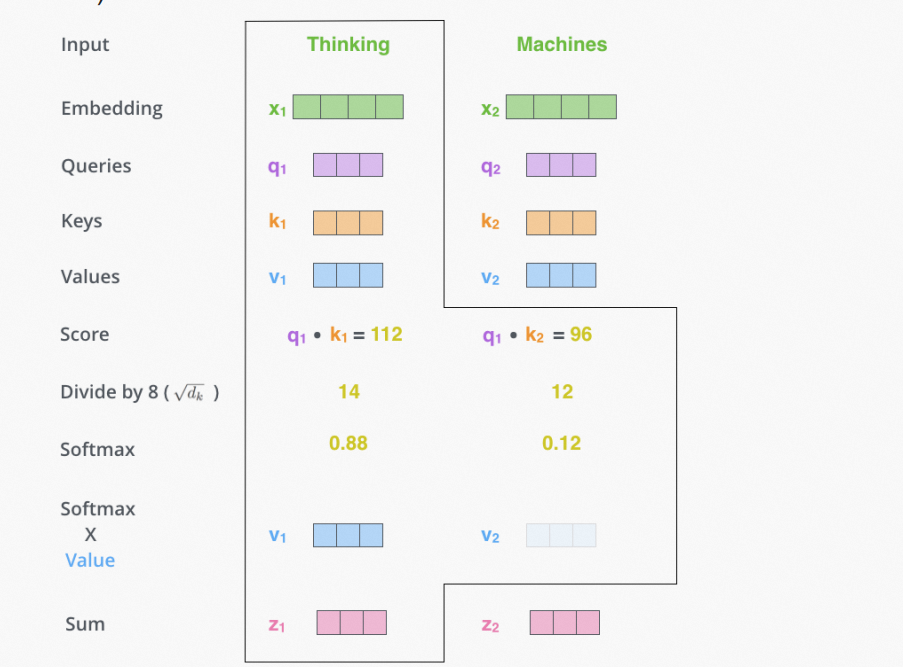 Input Thinking Machines
Embedding x₁ x₂
Queries q₁ q₂
Keys k₁ k₂
Values v₁ v₂
Score q₁ • k₁ = 112 q₁ • k₂ = 96
Divide by 8 ( √dₖ ) 14 12
Softmax 0.88 0.12
Softmax
X v₁ v₂
Value
Sum z₁ z₂